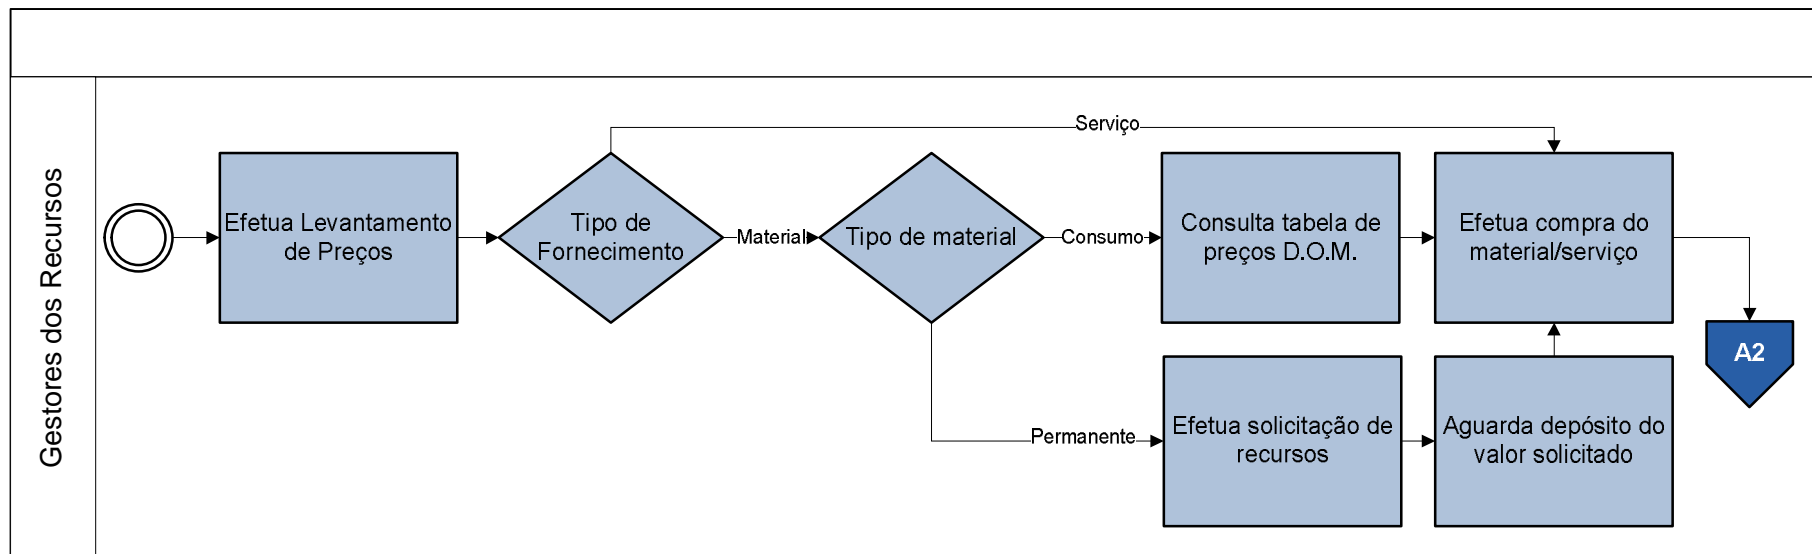 Gestores dos Recursos
Serviço
Efetua Levantamento
de Preços
Tipo de
Fornecimento
Material
Tipo de material
Consumo
Consulta tabela de
preços D.O.M.
Efetua compra do
material/serviço
A2
Permanente
Efetua solicitação de
recursos
Aguarda depósito do
valor solicitado